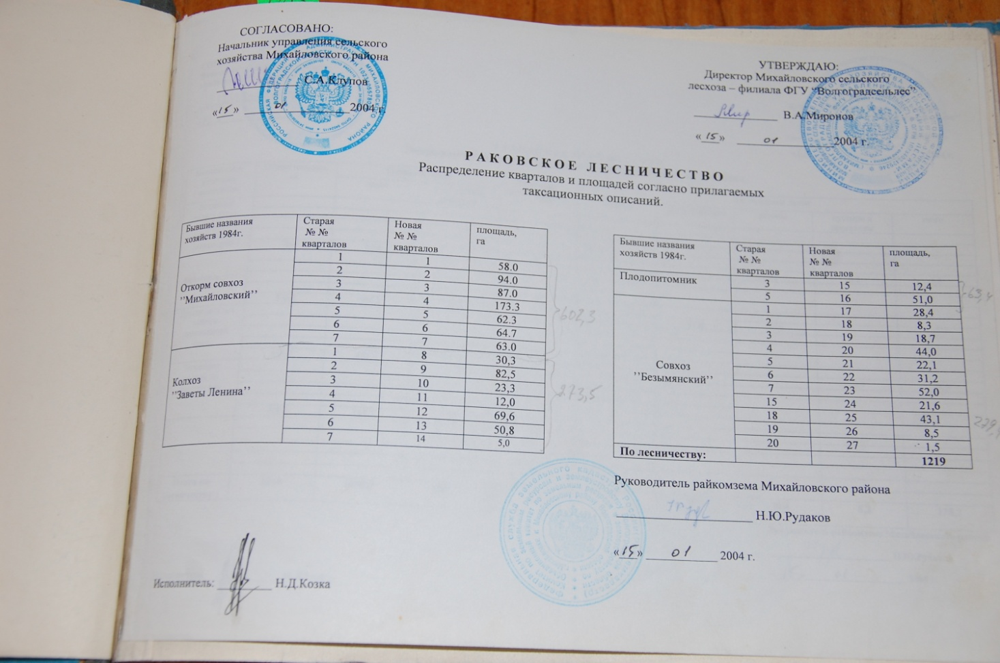 СОГЛАСОВАНО:
Начальник управления сельского
хозяйства Михайловского района
С.А.Клупов
«15» 01 2004 г.
УТВЕРЖДАЮ:
Директор Михайловского сельского
лесхоза – филиала ФГУ “Волгоградсельлес”
В.А.Миронов
«15» 01 2004 г.
РАКОВСКОЕ ЛЕСНИЧЕСТВО
Распределение кварталов и площадей согласно прилагаемых
таксационных описаний.
Бывшие названия хозяйств 1984г. Старая №№ кварталов Новая №№ кварталов площадь, га
Откорм совхоз ’’Михайловский’’
1 1 58.0
2 2 94.0
3 3 87.0
4 4 173.3
5 5 62.3
6 6 64.7
7 7 63.0
602,3
Колхоз ’’Заветы Ленина’’
1 8 30,3
2 9 82,5
3 10 23,3
4 11 12,0
5 12 69,6
6 13 50,8
7 14 5,0
273,5
Бывшие названия хозяйств 1984г. Старая №№ кварталов Новая №№ кварталов площадь, га
Плодопитомник
3 15 12,4
5 16 51,0
63,4
Совхоз ’’Безымянский’’
1 17 28,4
2 18 8,3
3 19 18,7
4 20 44,0
5 21 22,1
6 22 31,2
7 23 52,0
15 24 21,6
18 25 43,1
19 26 8,5
20 27 1,5
По лесничеству: 1219
Руководитель райкомзема Михайловского района
Н.Ю.Рудаков
«15» 01 2004 г.
Исполнитель: Н.Д.Козка